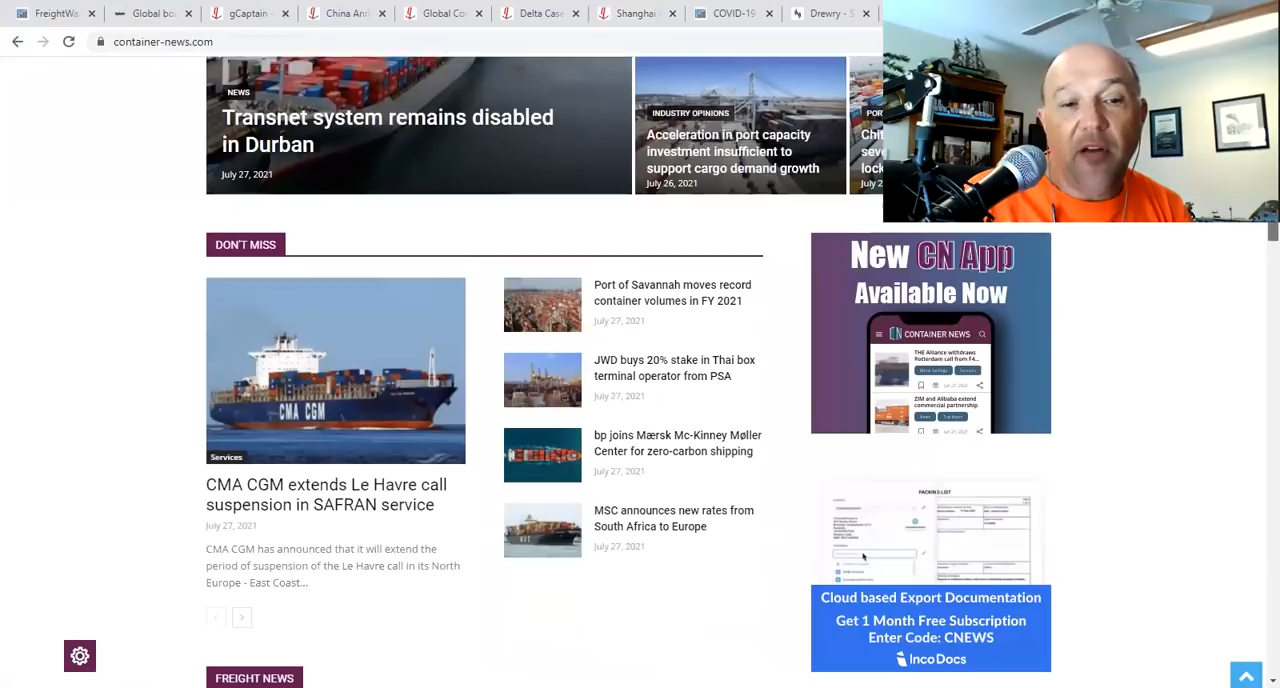 FreightWa
Global bo
gCaptain -
China An
Global Co
Delta Case
Shanghai
COVID-19
Drewry - S
container-news.com
NEWS
Transnet system remains disabled
in Durban
July 27, 2021
INDUSTRY OPINIONS
Acceleration in port capacity
investment insufficient to
support cargo demand growth
July 26, 2021
POR
Chit
seve
lock
July 2
DON'T MISS
CMA CGM
Services
CMA CGM extends Le Havre call
suspension in SAFRAN service
July 27, 2021
CMA CGM has announced that it will extend the
period of suspension of the Le Havre call in its North
Europe - East Coast...
Port of Savannah moves record
container volumes in FY 2021
July 27, 2021
JWD buys 20% stake in Thai box
terminal operator from PSA
July 27, 2021
bp joins Mærsk Mc-Kinney Møller
Center for zero-carbon shipping
July 27, 2021
MSC announces new rates from
South Africa to Europe
July 27, 2021
New CN App
Available Now
CN CONTAINER NEWS
THE Alliance withdraws
Rotterdam call from F4...
ZIM and Alibaba extend
commercial partnership
PACKING LIST
Cloud based Export Documentation
Get 1 Month Free Subscription
Enter Code: CNEWS
IncoDocs
FREIGHT NEWS